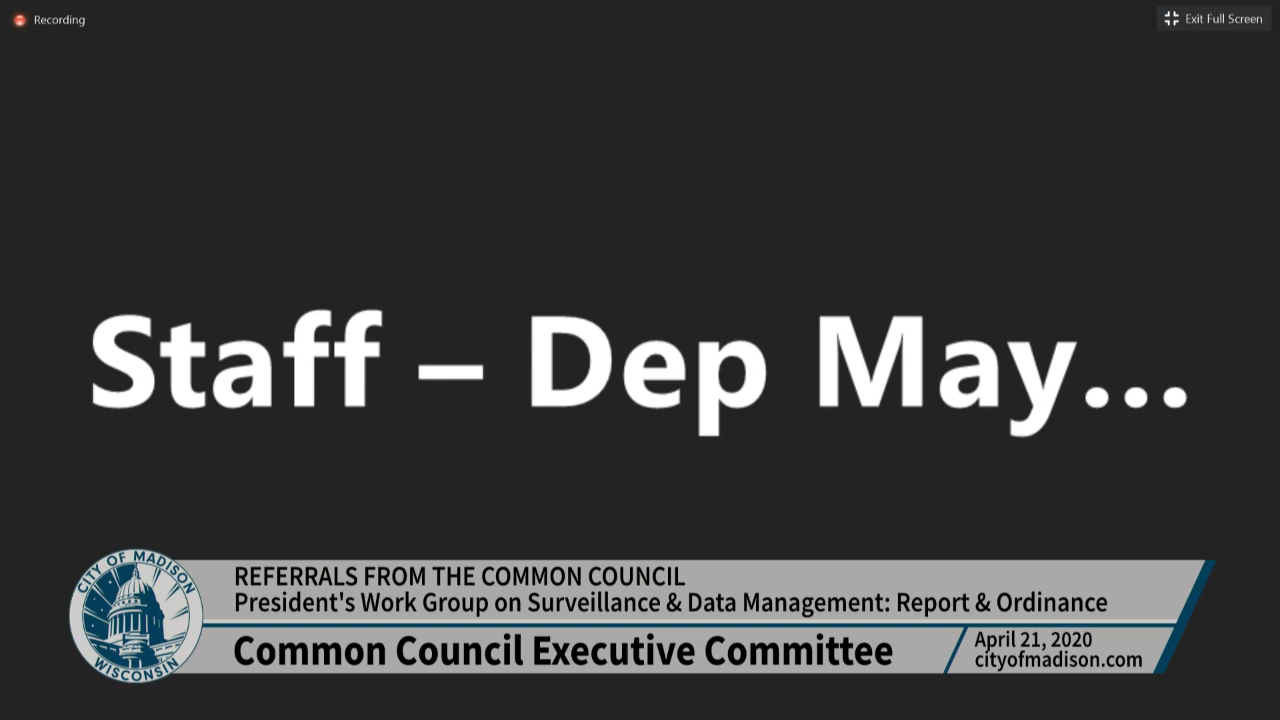 Recording
Exit Full Screen
Staff – Dep May...
CITY OF MADISON
WISCONSIN
REFERRALS FROM THE COMMON COUNCIL
President's Work Group on Surveillance & Data Management: Report & Ordinance
Common Council Executive Committee
April 21, 2020
cityofmadison.com